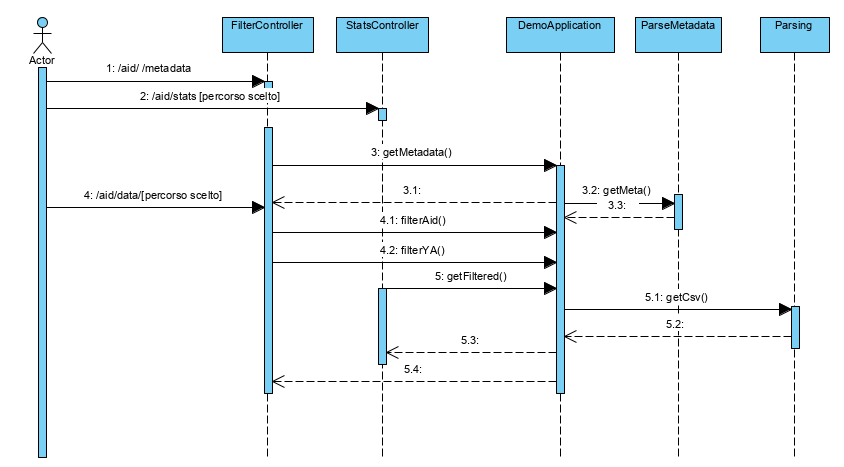 FilterController
StatsController
DemoApplication
ParseMetadata
Parsing
Actor
1: /aid/ /metadata
2: /aid/stats [percorso scelto]
3: getMetadata()
3.1:
3.2: getMeta()
3.3:
4: /aid/data/[percorso scelto]
4.1: filterAid()
4.2: filterYA()
5: getFiltered()
5.1: getCsv()
5.2:
5.3:
5.4: